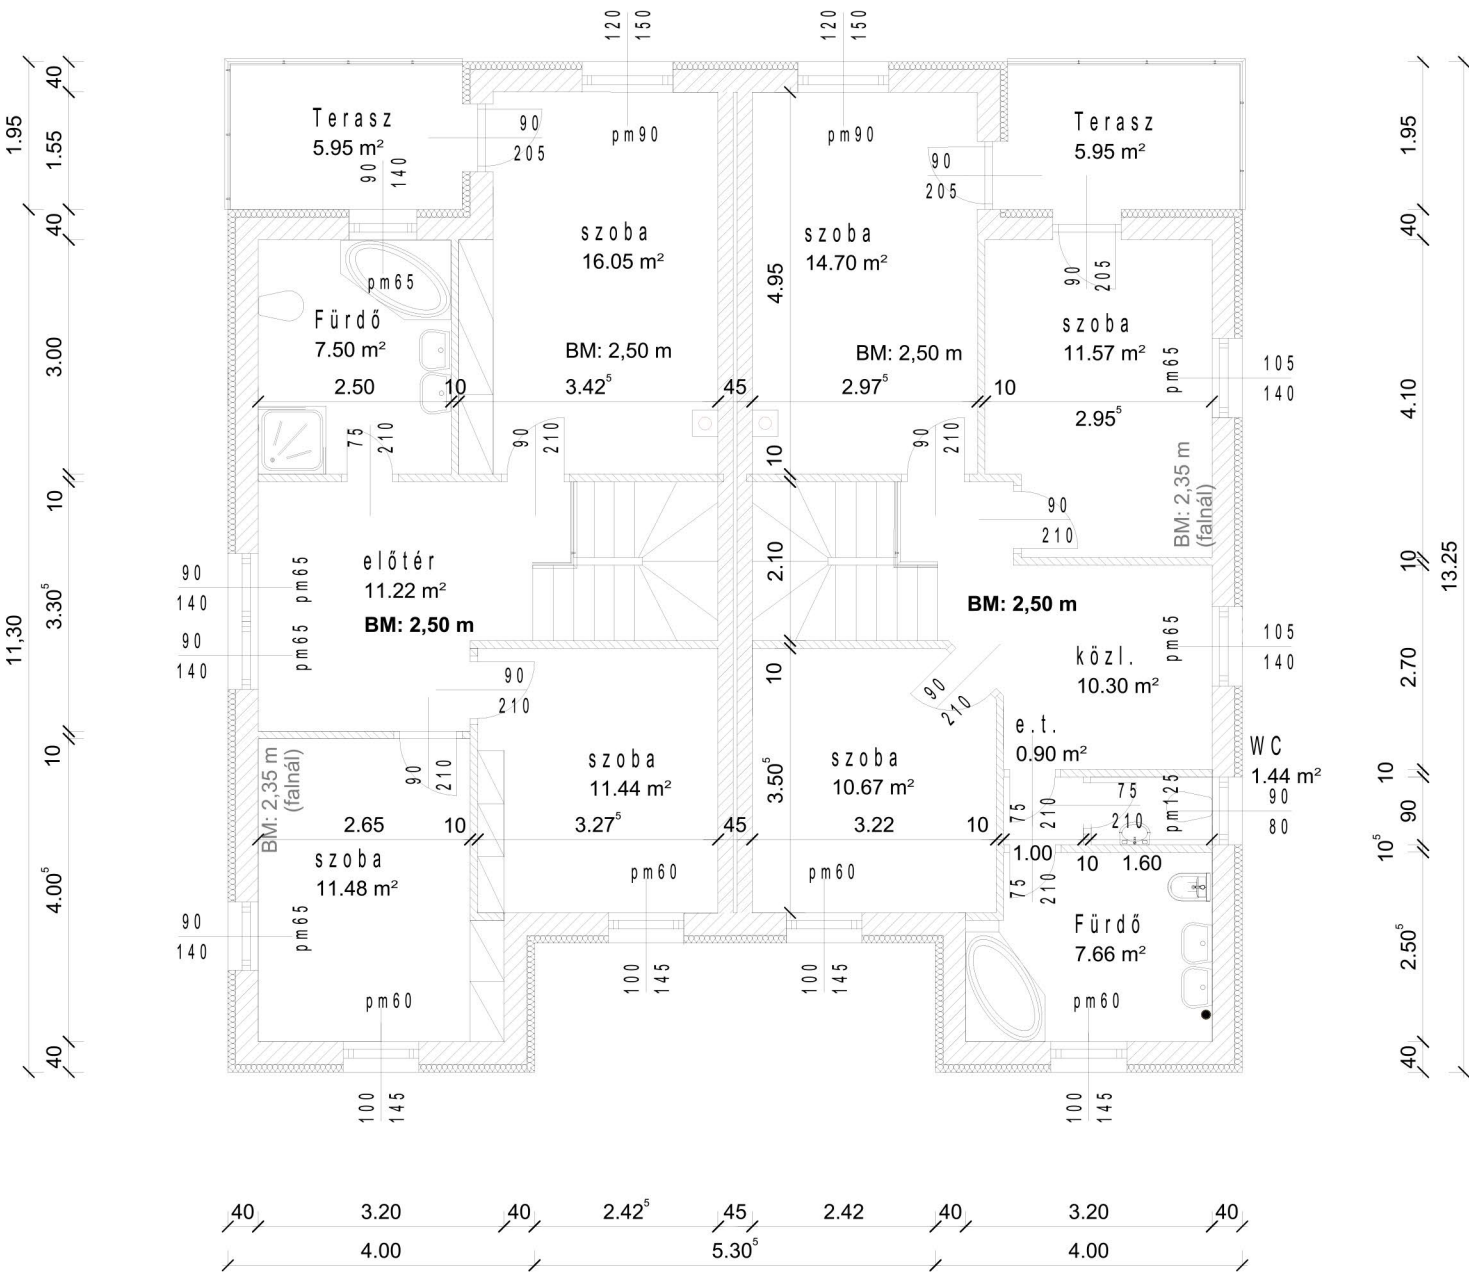 120
150
120
150
40
1.95
1.55
40
3.00
10
11,30
3.30⁵
10
4.00⁵
40
Terasz
5.95 m²
90
140
90
205
pm90
szoba
16.05 m²
BM: 2,50 m
pm65
Fürdő
7.50 m²
2.50
10
3.42⁵
45
2.97⁵
10
75
210
90
210
előtér
11.22 m²
BM: 2,50 m
90
140
pm65
90
140
pm65
90
210
90
210
BM: 2,35 m
(falnál)
szoba
11.44 m²
2.65
10
3.27⁵
45
3.22
10
szoba
11.48 m²
90
140
pm65
pm60
pm60
100
145
100
145
pm90
szoba
14.70 m²
4.95
BM: 2,50 m
90
205
Terasz
5.95 m²
90
205
szoba
11.57 m²
pm65
105
140
2.95⁵
90
210
10
BM: 2,35 m
(falnál)
90
210
2.10
BM: 2,50 m
közl.
10.30 m²
pm65
105
140
10
90
210
e.t.
0.90 m²
WC
1.44 m²
szoba
10.67 m²
3.50⁵
75
210
75
210
pm125
90
80
1.00
10
1.60
75
210
pm60
Fürdő
7.66 m²
pm60
100
145
100
145
1.95
40
4.10
10
13.25
2.70
10
90
10⁵
2.50⁵
40
40
3.20
40
2.42⁵
45
2.42
40
3.20
40
4.00
5.30⁵
4.00